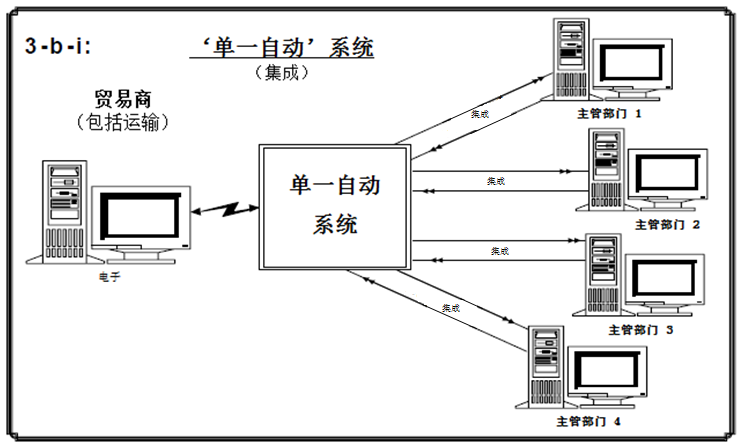 3-b-i: ‘单一自动’系统
（集成）
贸易商
（包括运输）
电子
单一自动
系统
集成
主管部门 1
集成
主管部门 2
集成
主管部门 3
集成
主管部门 4